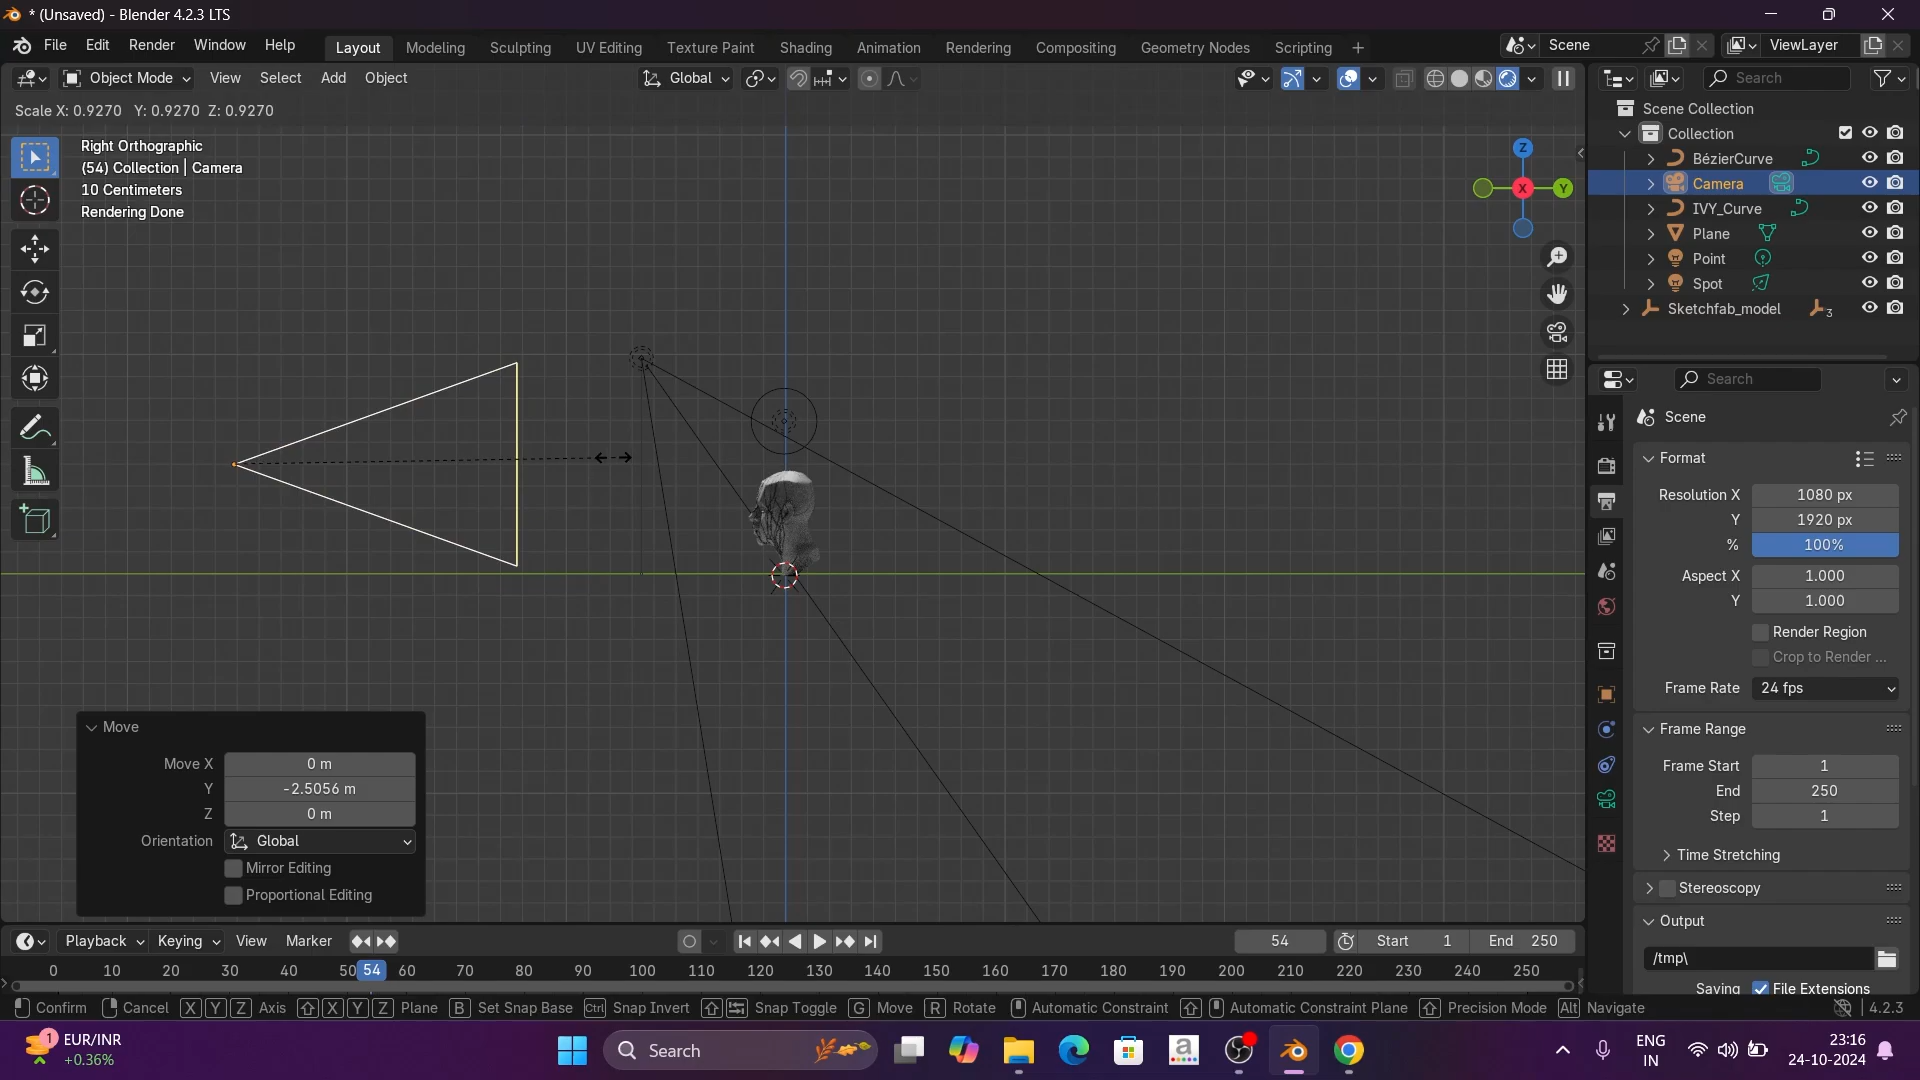 * (Unsaved) - Blender 4.2.3 LTS
File Edit Render Window Help Layout Modeling Sculpting UV Editing Texture Paint Shading Animation Rendering Compositing Geometry Nodes Scripting + Scene ViewLayer
Object Mode View Select Add Object Global Search
Scale X: 0.9270 Y: 0.9270 Z: 0.9270
Right Orthographic
(54) Collection | Camera
10 Centimeters
Rendering Done
Z
X
Y
Scene Collection
Collection
BézierCurve
Camera
IVY_Curve
Plane
Point
Spot
Sketchfab_model 3
Search
Scene
Format
Resolution X 1080 px
Y 1920 px
% 100%
Aspect X 1.000
Y 1.000
Render Region
Crop to Render ...
Frame Rate 24 fps
Frame Range
Frame Start 1
End 250
Step 1
Time Stretching
Stereoscopy
Output
/tmp\
Saving File Extensions
Move
Move X 0 m
Y -2.5056 m
Z 0 m
Orientation Global
Mirror Editing
Proportional Editing
Playback Keying View Marker 54 Start 1 End 250
0 10 20 30 40 50 54 60 70 80 90 100 110 120 130 140 150 160 170 180 190 200 210 220 230 240 250
Confirm Cancel X Y Z Axis X Y Z Plane B Set Snap Base Ctrl Snap Invert Snap Toggle G Move R Rotate Automatic Constraint Automatic Constraint Plane Precision Mode Alt Navigate 4.2.3
1 EUR/INR
+0.36%
Search
a
ENG
IN
23:16
24-10-2024